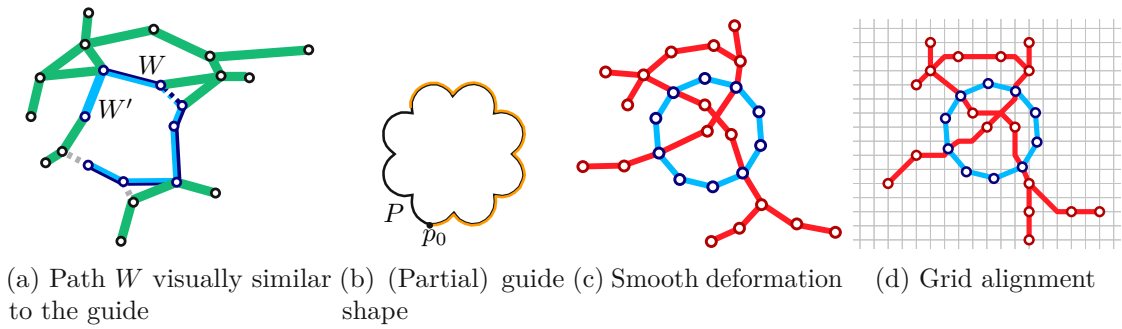 W
W′
P
p₀
(a) Path W visually similar to the guide
(b) (Partial) guide shape
(c) Smooth deformation
(d) Grid alignment